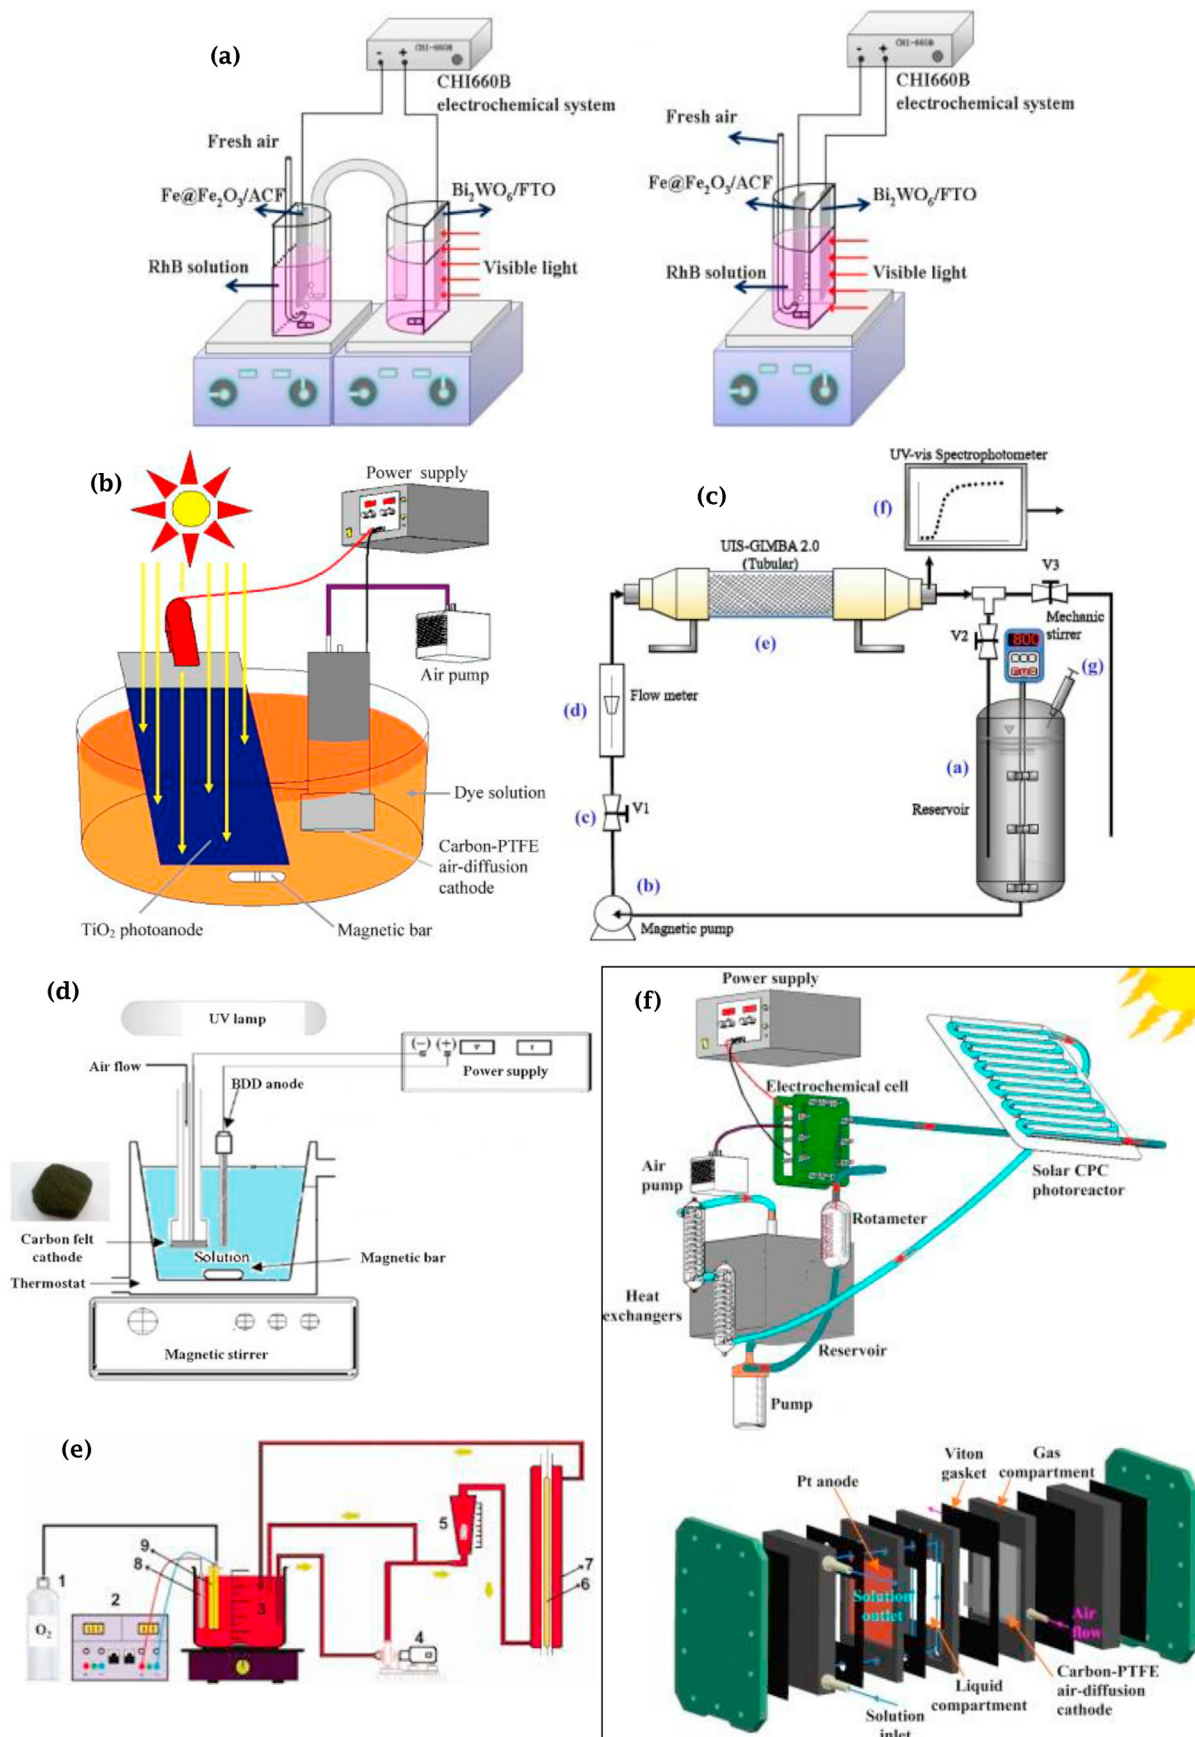 (a)
CHI-660B
CHI660B
electrochemical system
Fresh air
Fe@Fe₂O₃/ACF
Bi₂WO₆/FTO
RhB solution
Visible light
CHI-660B
CHI660B
electrochemical system
Fresh air
Fe@Fe₂O₃/ACF
Bi₂WO₆/FTO
RhB solution
Visible light
(b)
Power supply
Air pump
Dye solution
Carbon-PTFE
air-diffusion
cathode
TiO₂ photoanode
Magnetic bar
(c)
UV-vis Spectrophotometer
(f)
UIS-GIMBA 2.0
(Tubular)
(e)
V3
Mechanic
stirrer
V2
800
(g)
Flow meter
(d)
(a)
Reservoir
(c)
V1
(b)
Magnetic pump
(d)
UV lamp
Air flow
BDD anode
(−) (+)
Power supply
Carbon felt
cathode
Solution
Magnetic bar
Thermostat
Magnetic stirrer
(e)
1
O₂
2
9
8
3
4
5
7
6
(f)
Power supply
Electrochemical cell
Air
pump
Solar CPC
photoreactor
Rotameter
Heat
exchangers
Reservoir
Pump
Pt anode
Viton
gasket
Gas
compartment
Solution
outlet
Air
flow
Liquid
compartment
Carbon-PTFE
air-diffusion
cathode
Solution
inlet